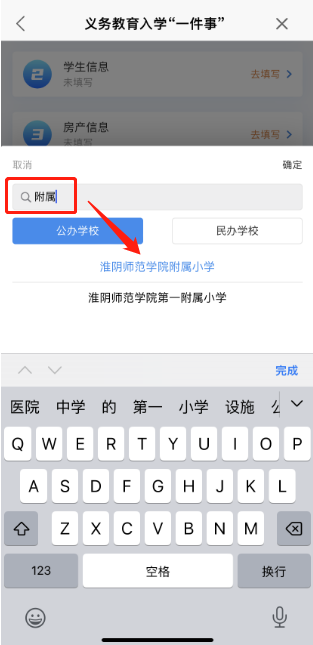 义务教育入学“一件事”
2 学生信息
未填写
去填写
3 房产信息
未填写
去填写
取消
确定
附属
公办学校
民办学校
淮阴师范学院附属小学
淮阴师范学院第一附属小学
完成
医院 中学 的 第一 小学 设施
Q W E R T Y U I O P
A S D F G H J K L
Z X C V B N M
123 空格 换行